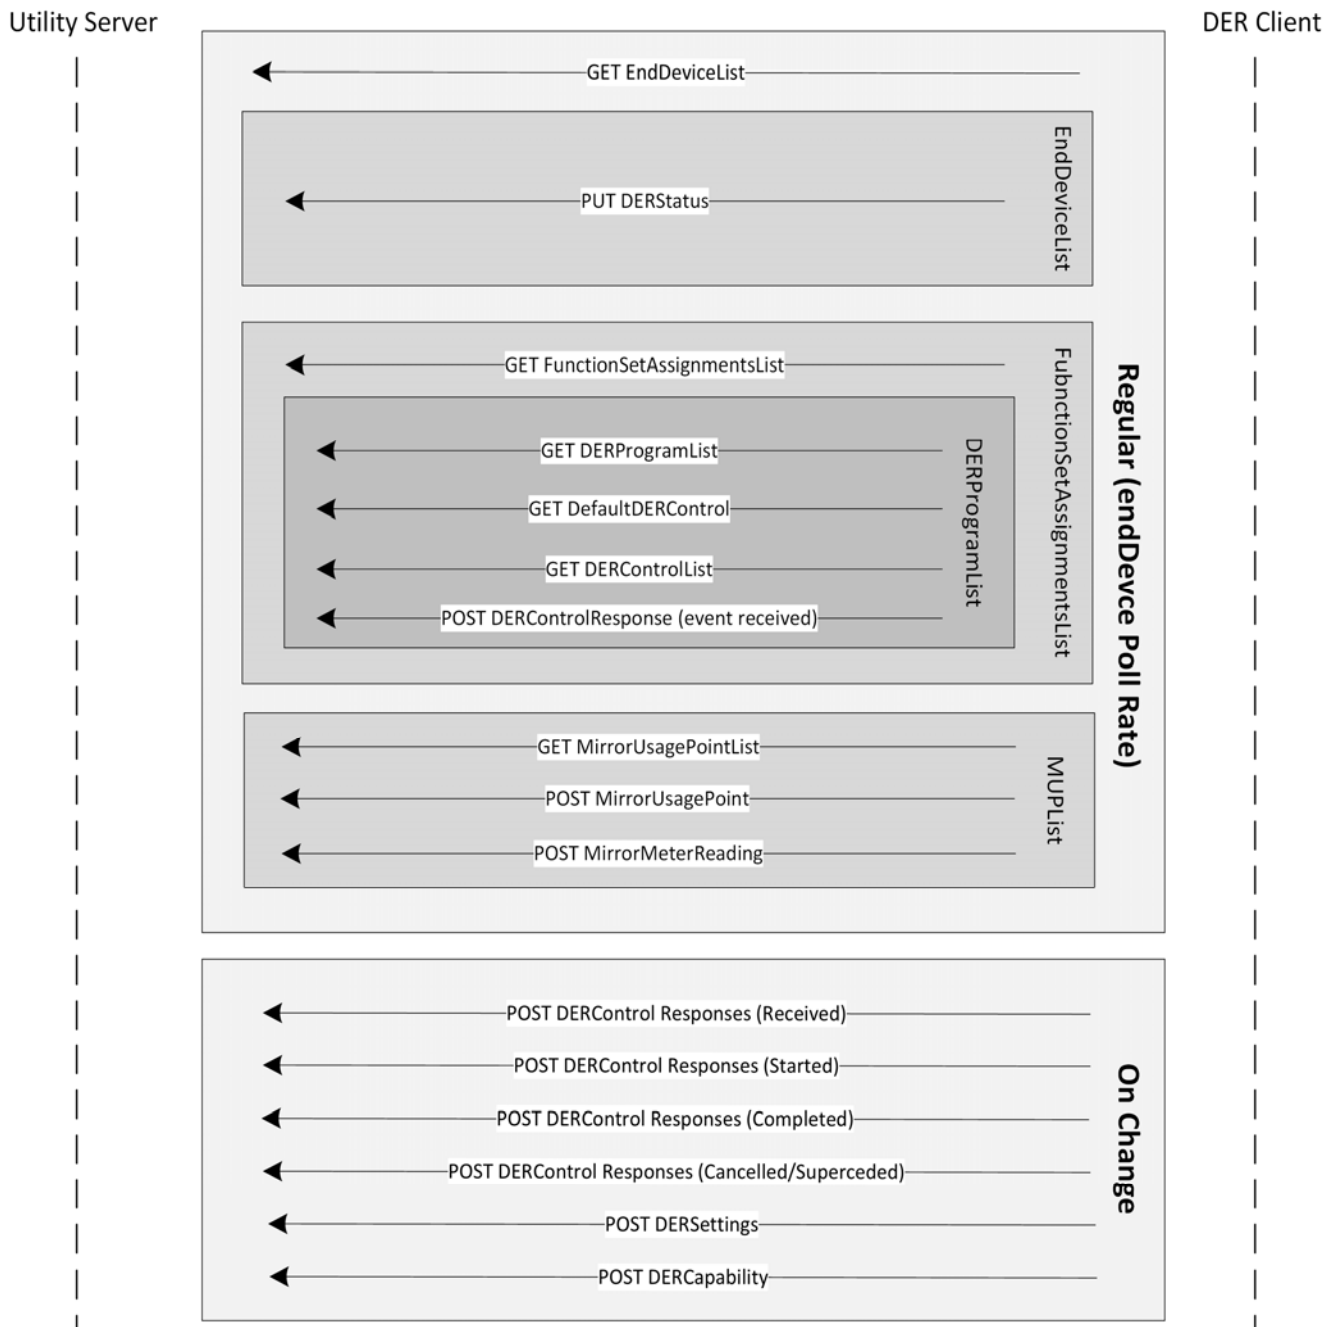 Utility Server
DER Client
GET EndDeviceList
EndDeviceList
PUT DERStatus
FubnctionSetAssignmentsList
GET FunctionSetAssignmentsList
DERProgramList
GET DERProgramList
GET DefaultDERControl
GET DERControlList
POST DERControlResponse (event received)
Regular (endDevce Poll Rate)
GET MirrorUsagePointList
MUPList
POST MirrorUsagePoint
POST MirrorMeterReading
POST DERControl Responses (Received)
POST DERControl Responses (Started)
On Change
POST DERControl Responses (Completed)
POST DERControl Responses (Cancelled/Superceded)
POST DERSettings
POST DERCapability